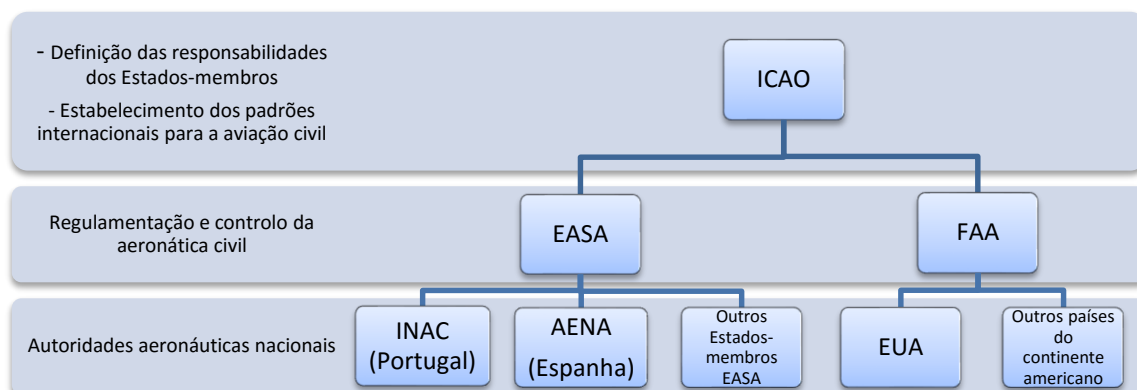 - Definição das responsabilidades
dos Estados-membros
- Estabelecimento dos padrões
internacionais para a aviação civil
ICAO
Regulamentação e controlo da
aeronática civil
EASA
FAA
Autoridades aeronáuticas nacionais
INAC
(Portugal)
AENA
(Espanha)
Outros
Estados-
membros
EASA
EUA
Outros países
do
continente
americano